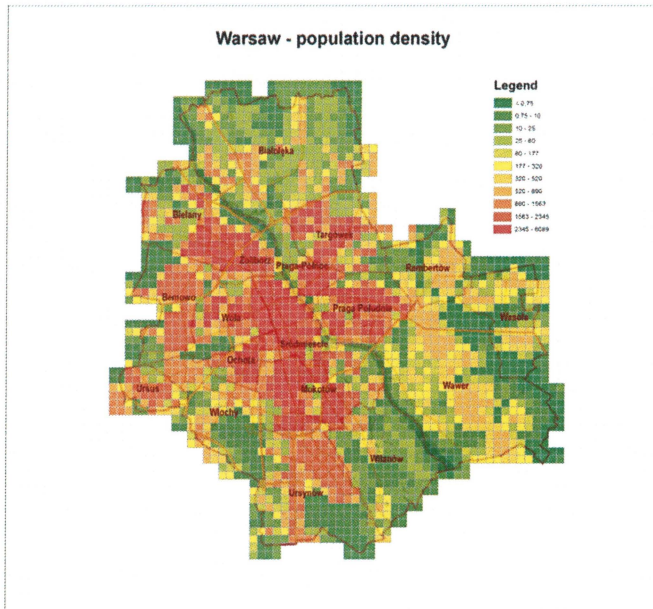 Warsaw - population density
Legend
< 0,75
0,75 - 10
10 - 25
25 - 60
60 - 177
177 - 320
320 - 520
520 - 890
890 - 1563
1563 - 2345
2345 - 6089
Białołęka
Bielany
Targówek
Żoliborz
Praga Północ
Rembertów
Bemowo
Praga Południe
Wola
Wesoła
Śródmieście
Ochota
Ursus
Mokotów
Wawer
Włochy
Wilanów
Ursynów